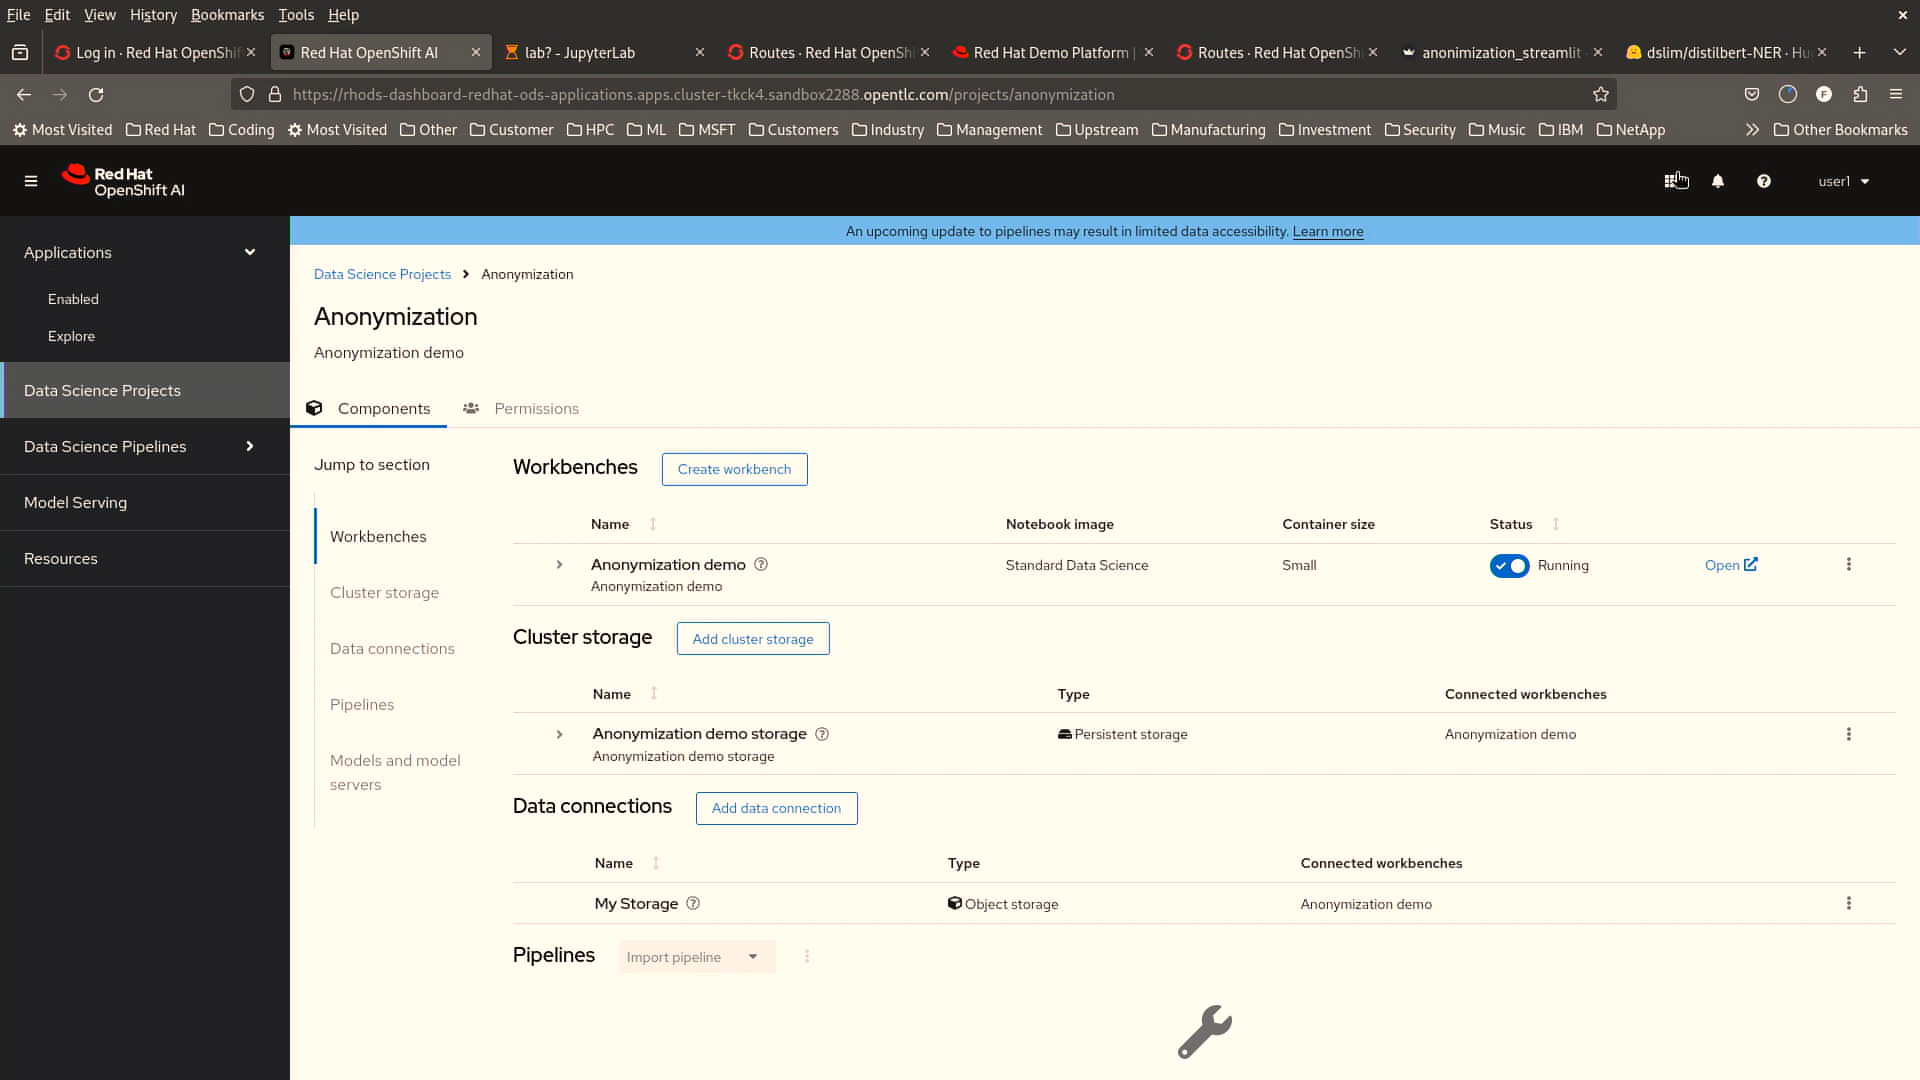 File Edit View History Bookmarks Tools Help
Log in · Red Hat OpenShif
Red Hat OpenShift AI
lab? - JupyterLab
Routes · Red Hat OpenShi
Red Hat Demo Platform |
Routes · Red Hat OpenShi
anonimization_streamlit ·
dslim/distilbert-NER · Hu
https://rhods-dashboard-redhat-ods-applications.apps.cluster-tkck4.sandbox2288.opentlc.com/projects/anonymization
Most Visited Red Hat Coding Most Visited Other Customer HPC ML MSFT Customers Industry Management Upstream Manufacturing Investment Security Music IBM NetApp Other Bookmarks
Red Hat
OpenShift AI
user1
An upcoming update to pipelines may result in limited data accessibility. Learn more
Applications
Enabled
Explore
Data Science Projects
Data Science Pipelines
Model Serving
Resources
Data Science Projects > Anonymization
Anonymization
Anonymization demo
Components Permissions
Jump to section
Workbenches
Cluster storage
Data connections
Pipelines
Models and model
servers
Workbenches Create workbench
Name Notebook image Container size Status
Anonymization demo Standard Data Science Small Running Open
Anonymization demo
Cluster storage Add cluster storage
Name Type Connected workbenches
Anonymization demo storage Persistent storage Anonymization demo
Anonymization demo storage
Data connections Add data connection
Name Type Connected workbenches
My Storage Object storage Anonymization demo
Pipelines Import pipeline